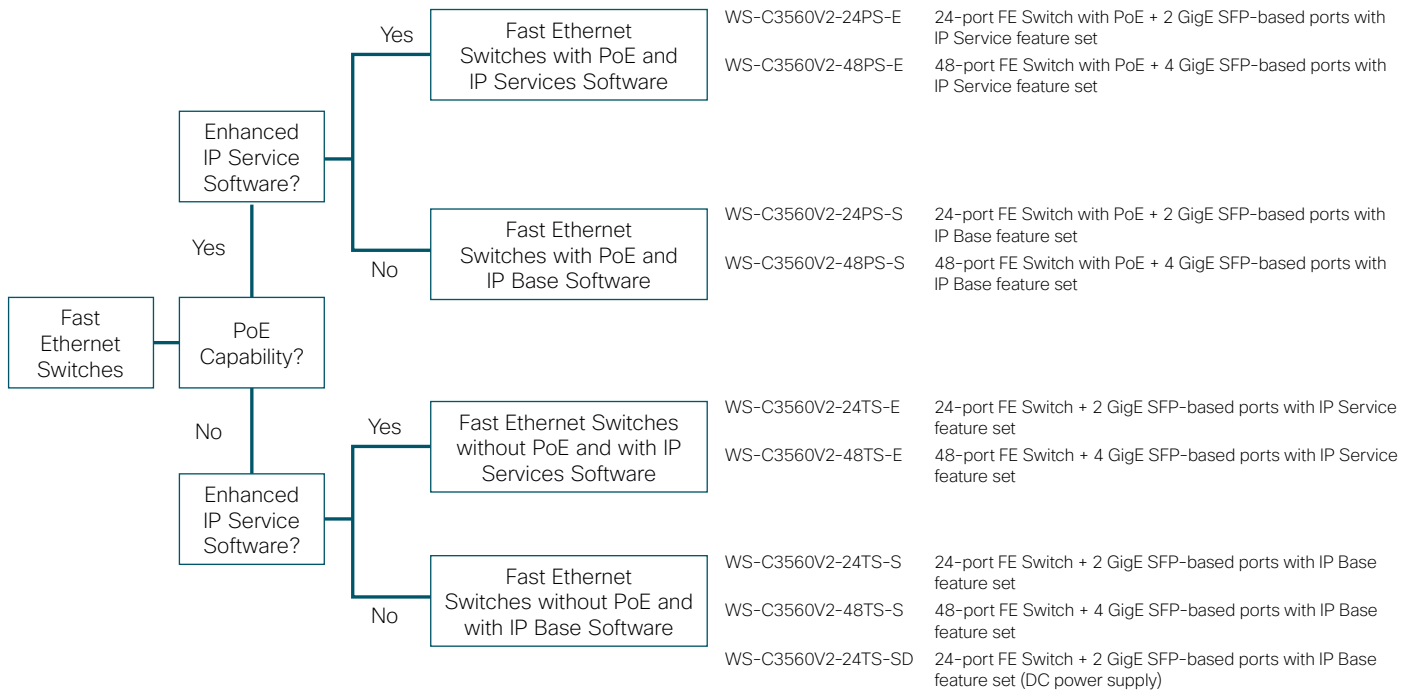 Fast
Ethernet
Switches
PoE
Capability?
Yes
Enhanced
IP Service
Software?
Yes
Fast Ethernet
Switches with PoE and
IP Services Software
WS-C3560V2-24PS-E 24-port FE Switch with PoE + 2 GigE SFP-based ports with
IP Service feature set
WS-C3560V2-48PS-E 48-port FE Switch with PoE + 4 GigE SFP-based ports with
IP Service feature set
No
Fast Ethernet
Switches with PoE and
IP Base Software
WS-C3560V2-24PS-S 24-port FE Switch with PoE + 2 GigE SFP-based ports with
IP Base feature set
WS-C3560V2-48PS-S 48-port FE Switch with PoE + 4 GigE SFP-based ports with
IP Base feature set
No
Enhanced
IP Service
Software?
Yes
Fast Ethernet Switches
without PoE and with IP
Services Software
WS-C3560V2-24TS-E 24-port FE Switch + 2 GigE SFP-based ports with IP Service
feature set
WS-C3560V2-48TS-E 48-port FE Switch + 4 GigE SFP-based ports with IP Service
feature set
No
Fast Ethernet
Switches without PoE and
with IP Base Software
WS-C3560V2-24TS-S 24-port FE Switch + 2 GigE SFP-based ports with IP Base
feature set
WS-C3560V2-48TS-S 48-port FE Switch + 4 GigE SFP-based ports with IP Base
feature set
WS-C3560V2-24TS-SD 24-port FE Switch + 2 GigE SFP-based ports with IP Base
feature set (DC power supply)